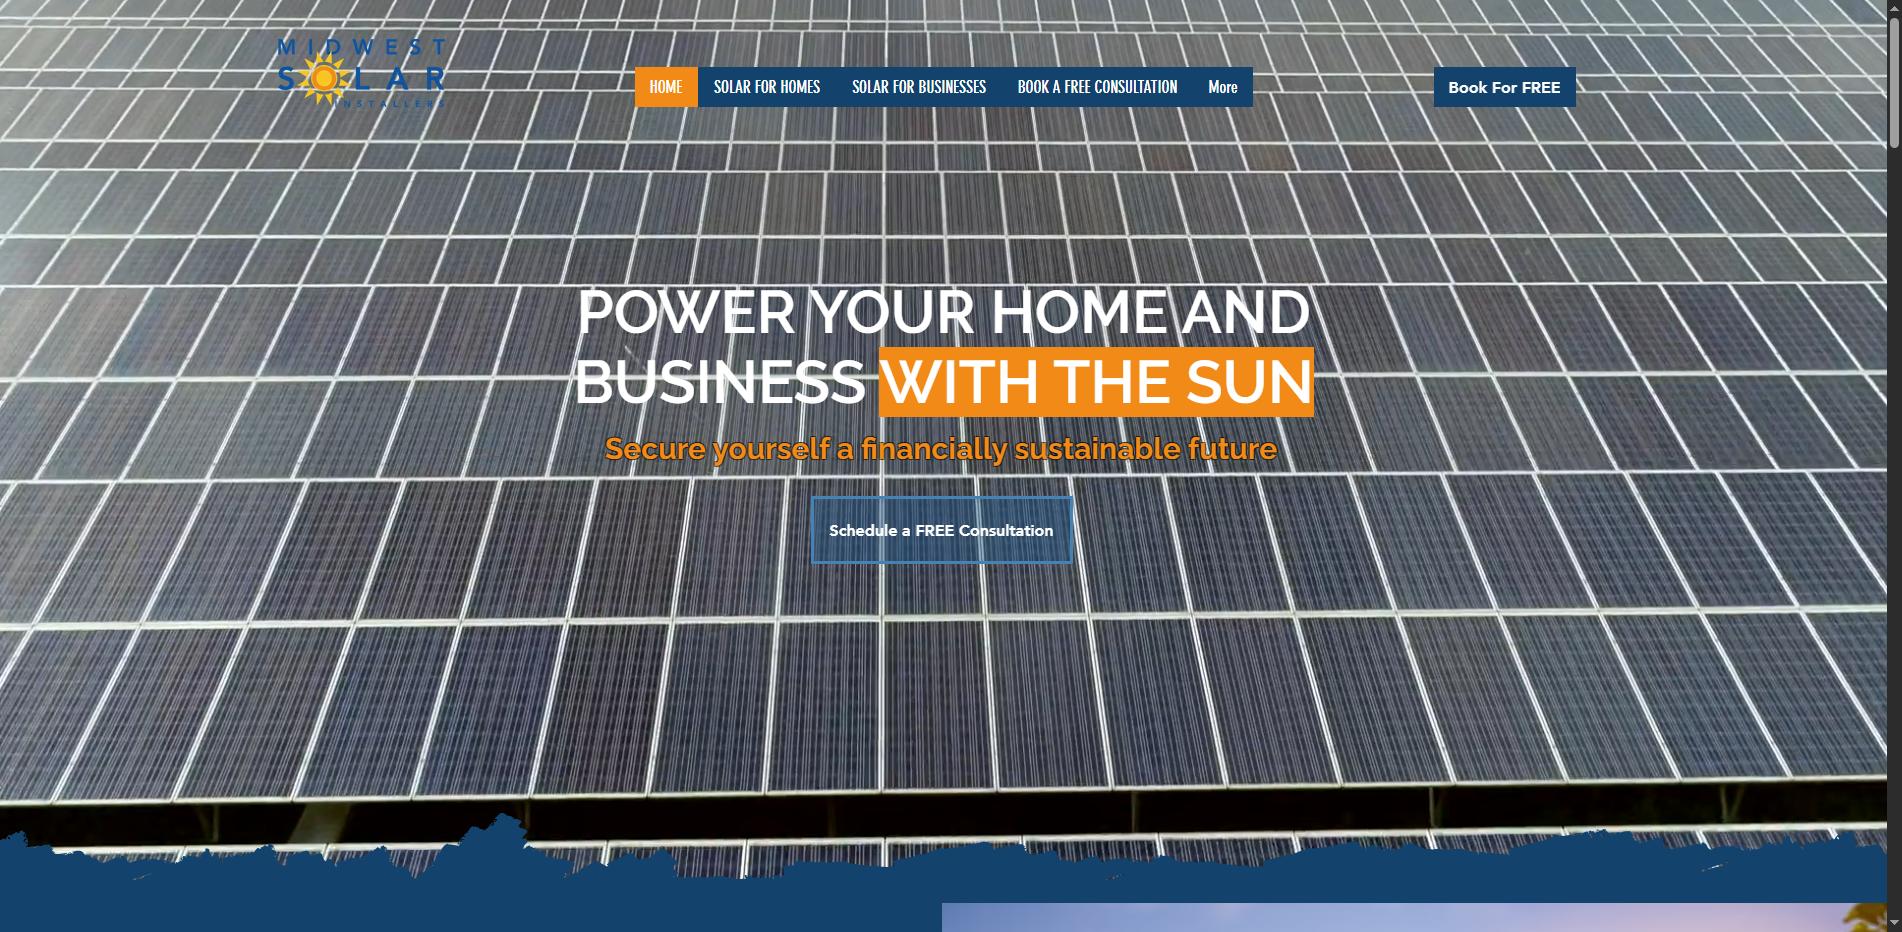 MIDWEST
SOLAR
INSTALLERS
HOME
SOLAR FOR HOMES
SOLAR FOR BUSINESSES
BOOK A FREE CONSULTATION
More
Book For FREE
POWER YOUR HOME AND
BUSINESS WITH THE SUN
Secure yourself a financially sustainable future
Schedule a FREE Consultation